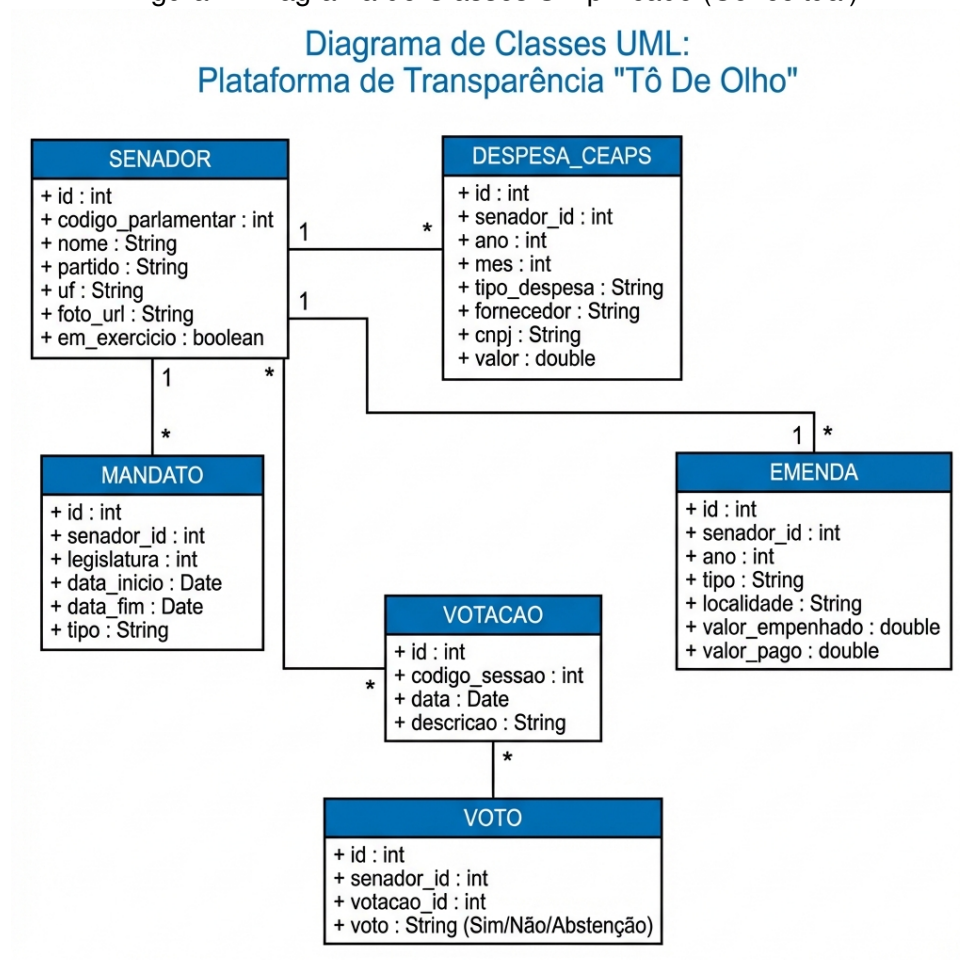 Diagrama de Classes UML:
Plataforma de Transparência "Tô De Olho"
SENADOR
+ id : int
+ codigo_parlamentar : int
+ nome : String
+ partido : String
+ uf : String
+ foto_url : String
+ em_exercicio : boolean
DESPESA_CEAPS
+ id : int
+ senador_id : int
+ ano : int
+ mes : int
+ tipo_despesa : String
+ fornecedor : String
+ cnpj : String
+ valor : double
1
*
1
1
*
*
1 *
MANDATO
+ id : int
+ senador_id : int
+ legislatura : int
+ data_inicio : Date
+ data_fim : Date
+ tipo : String
EMENDA
+ id : int
+ senador_id : int
+ ano : int
+ tipo : String
+ localidade : String
+ valor_empenhado : double
+ valor_pago : double
VOTACAO
+ id : int
+ codigo_sessao : int
+ data : Date
+ descricao : String
*
*
VOTO
+ id : int
+ senador_id : int
+ votacao_id : int
+ voto : String (Sim/Não/Abstenção)